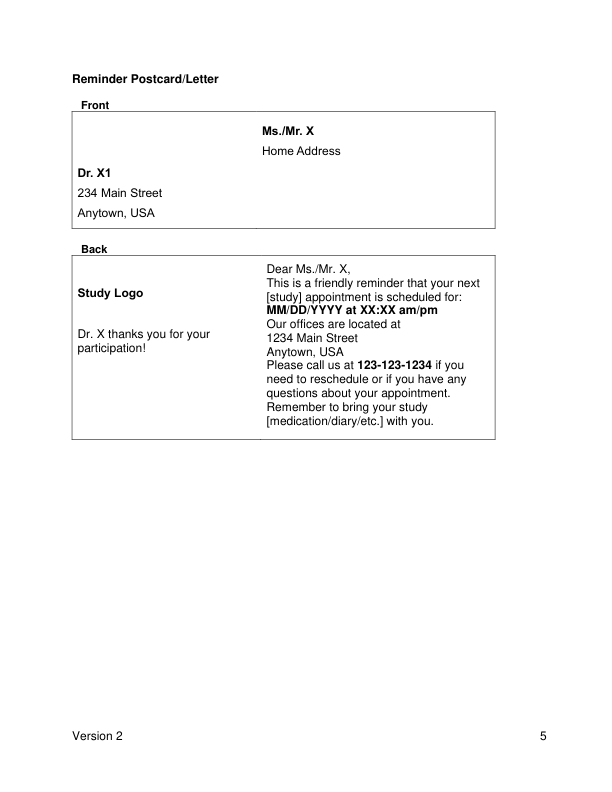 Reminder Postcard/Letter
Front
Ms./Mr. X
Home Address
Dr. X1
234 Main Street
Anytown, USA
Back
Study Logo
Dr. X thanks you for your
participation!
Dear Ms./Mr. X,
This is a friendly reminder that your next
[study] appointment is scheduled for:
MM/DD/YYYY at XX:XX am/pm
Our offices are located at
1234 Main Street
Anytown, USA
Please call us at 123-123-1234 if you
need to reschedule or if you have any
questions about your appointment.
Remember to bring your study
[medication/diary/etc.] with you.
Version 2
5